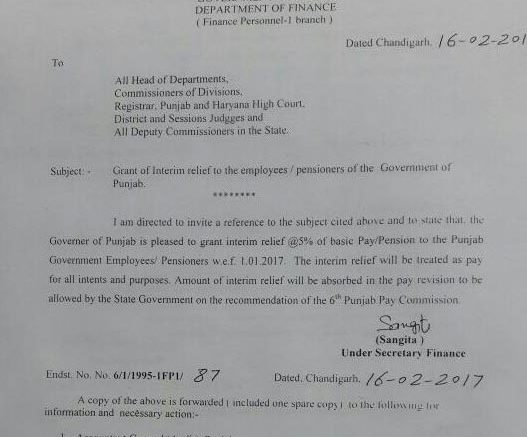 DEPARTMENT OF FINANCE
( Finance Personnel-1 branch )
Dated Chandigarh, 16-02-201
To
All Head of Departments,
Commissioners of Divisions,
Registrar, Punjab and Haryana High Court,
District and Sessions Judgges and
All Deputy Commissioners in the State.
Subject: - Grant of Interim relief to the employees / pensioners of the Government of
Punjab.
********
I am directed to invite a reference to the subject cited above and to state that, the
Governer of Punjab is pleased to grant interim relief @5% of basic Pay/Pension to the Punjab
Government Employees/ Pensioners w.e.f. 1.01.2017. The interim relief will be treated as pay
for all intents and purposes. Amount of interim relief will be absorbed in the pay revision to be
allowed by the State Government on the recommendation of the 6th Punjab Pay Commission.
Sangit
(Sangita )
Under Secretary Finance
Endst. No. No. 6/1/1995-1FP1/ 87 Dated, Chandigarh, 16-02-2017
A copy of the above is forwarded ( included one spare copy) to the following for
information and necessary action:-